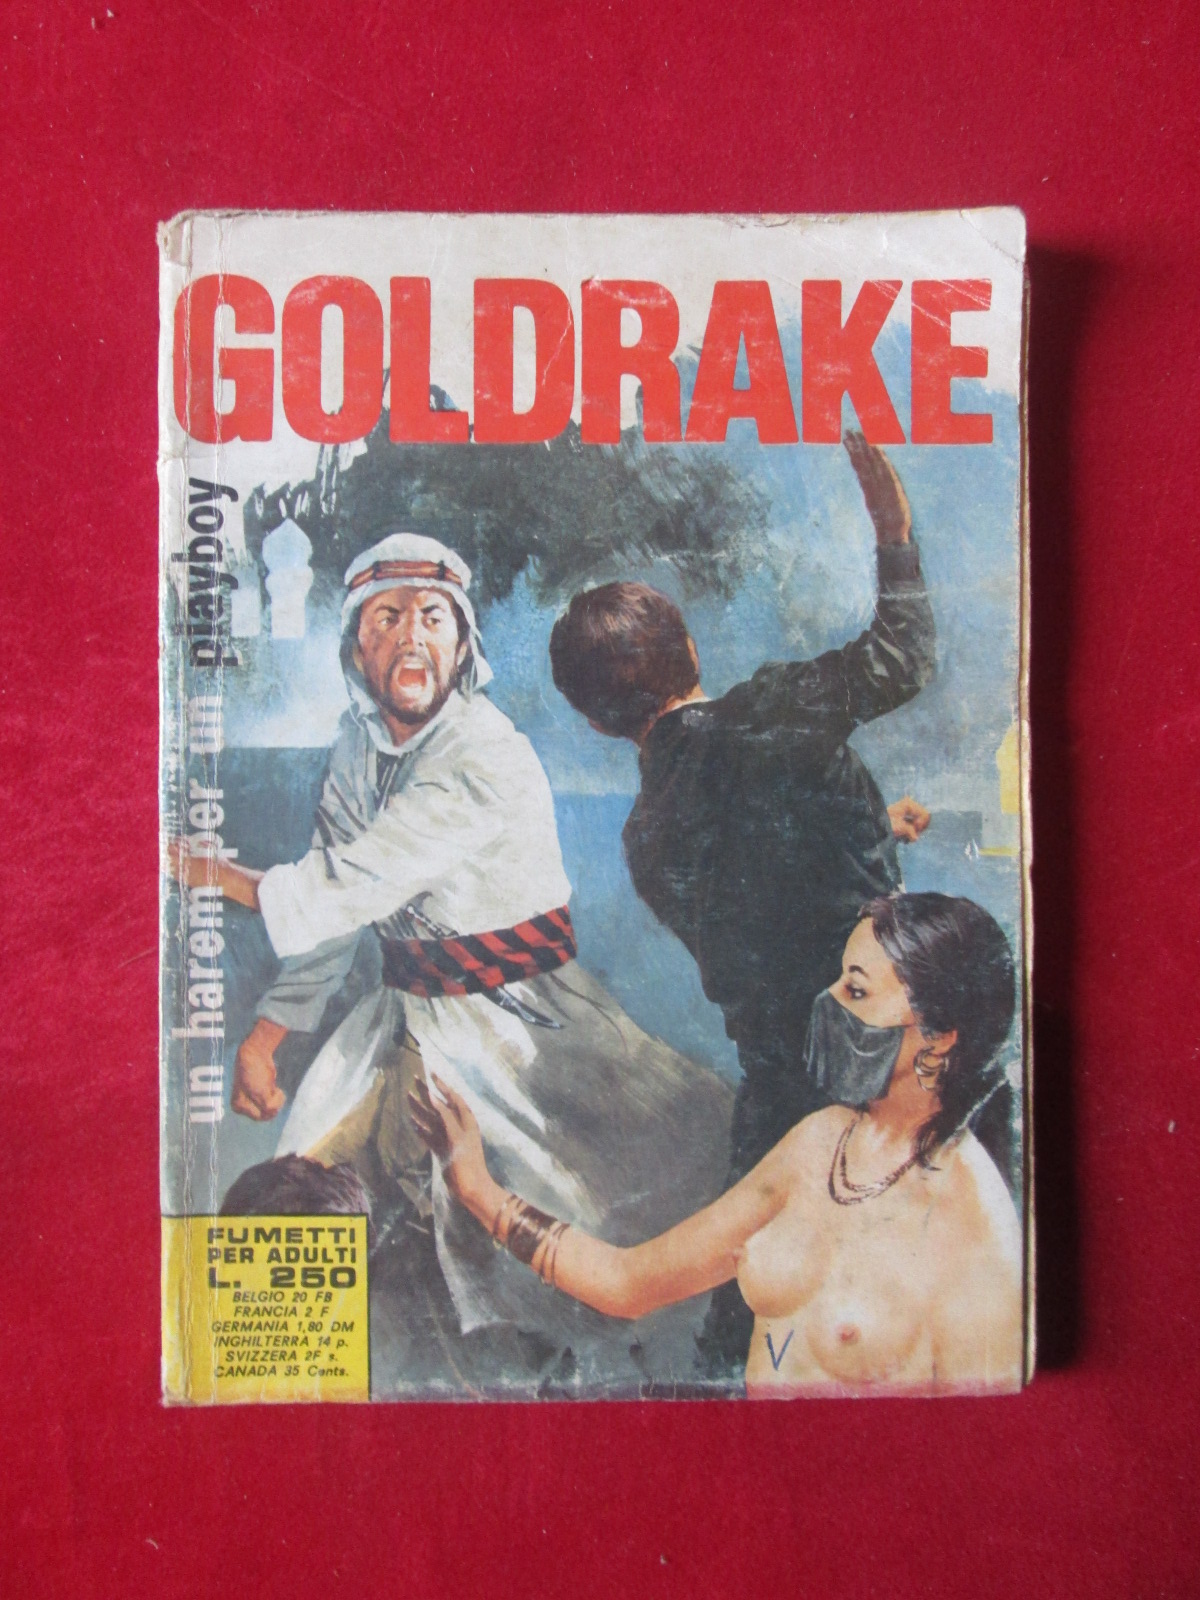 GOLDRAKE
un harem per un playboy
FUMETTI
PER ADULTI
L. 250
BELGIO 20 FB
FRANCIA 2 F
GERMANIA 1,80 DM
INGHILTERRA 14 p.
SVIZZERA 2F s.
CANADA 35 Cents.
V